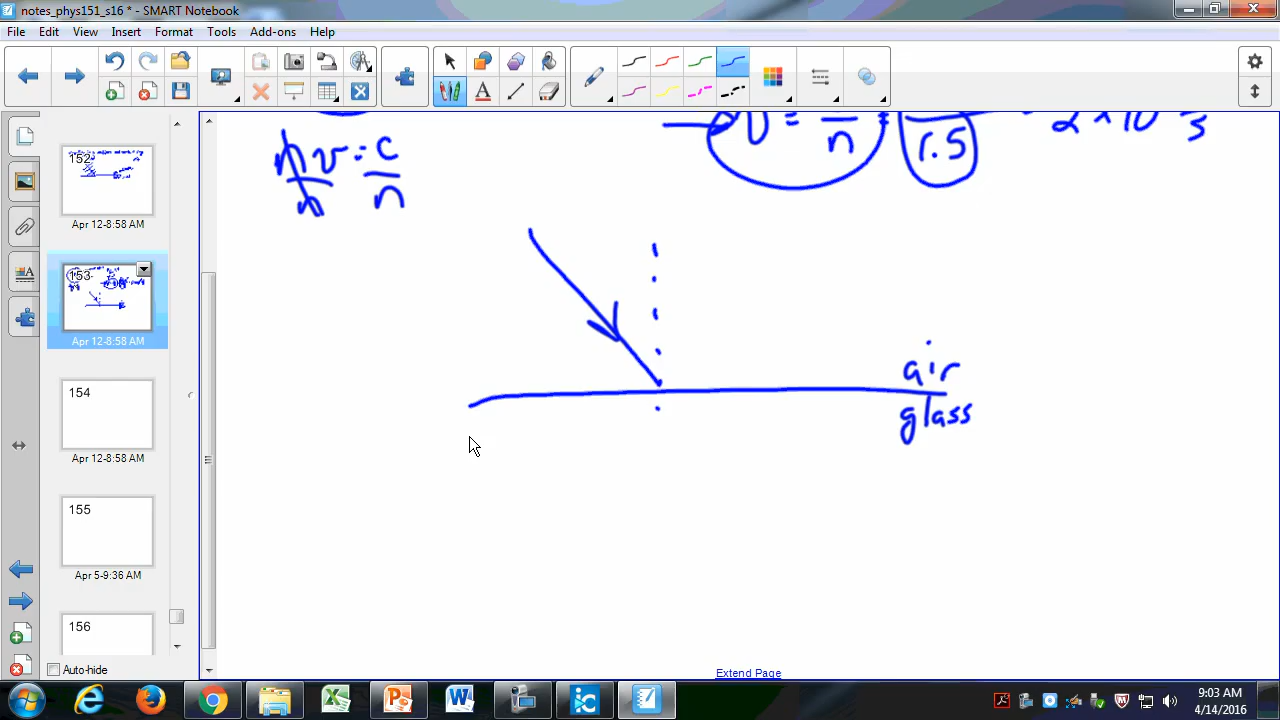 notes_phys151_s16 * - SMART Notebook
File Edit View Insert Format Tools Add-ons Help
152
Apr 12-8:58 AM
153
Apr 12-8:58 AM
154
Apr 12-8:58 AM
155
Apr 5-9:36 AM
156
Auto-hide
n v = c
n n
v = n
1.5
air
glass
Extend Page
9:03 AM
4/14/2016